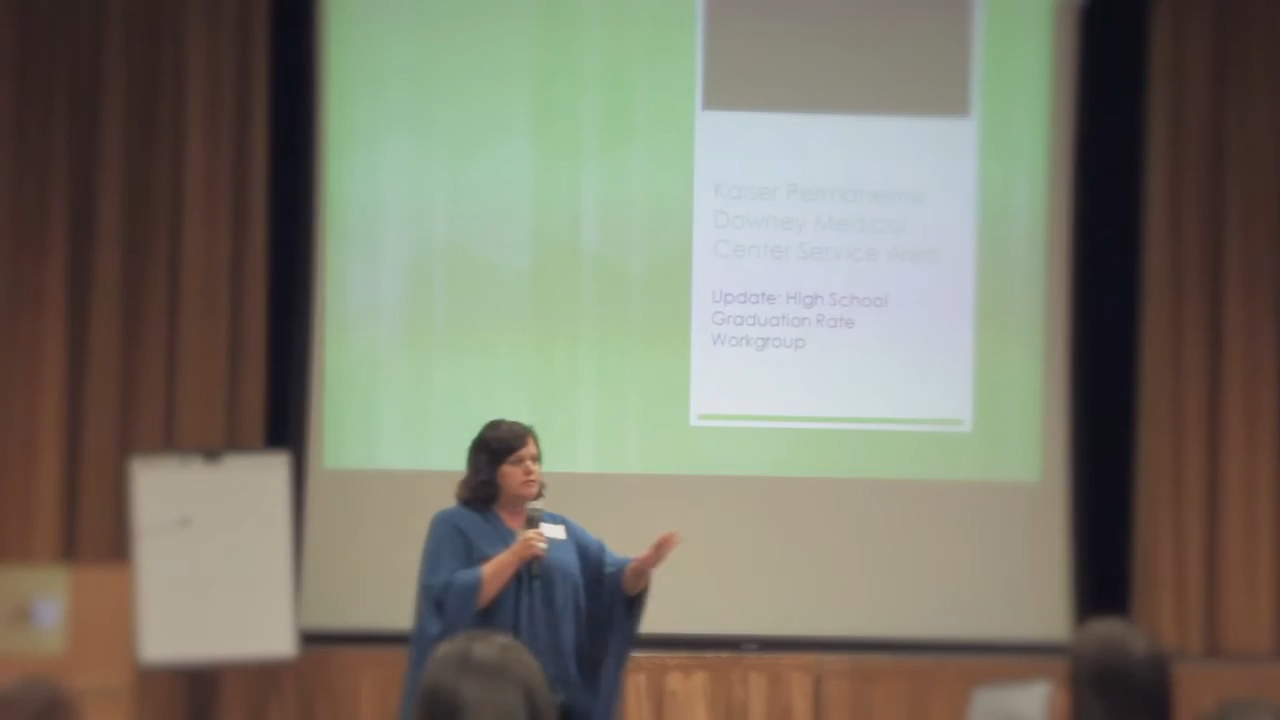 Kaiser Permanente
Downey Medical
Center Service Area
Update: High School
Graduation Rate
Workgroup